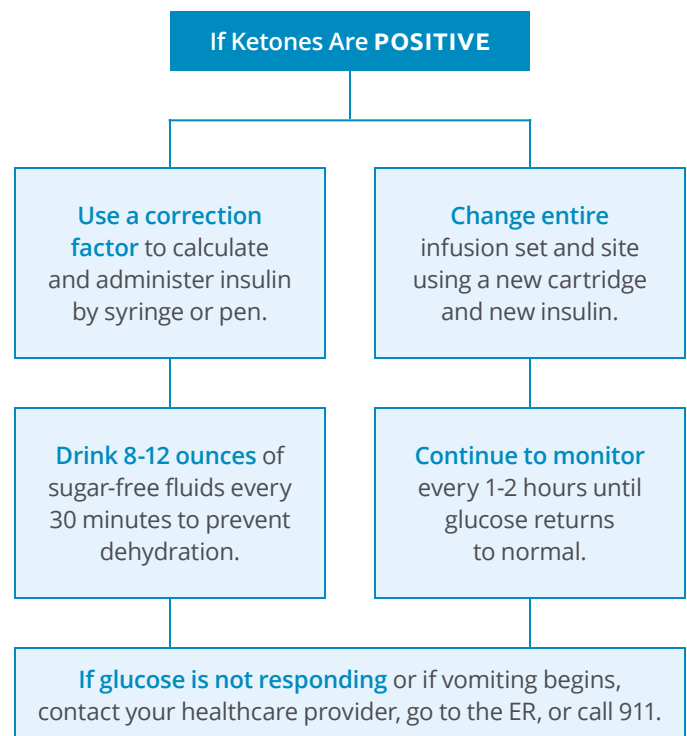 If Ketones Are POSITIVE
Use a correction
factor to calculate
and administer insulin
by syringe or pen.
Change entire
infusion set and site
using a new cartridge
and new insulin.
Drink 8-12 ounces of
sugar-free fluids every
30 minutes to prevent
dehydration.
Continue to monitor
every 1-2 hours until
glucose returns
to normal.
If glucose is not responding or if vomiting begins,
contact your healthcare provider, go to the ER, or call 911.